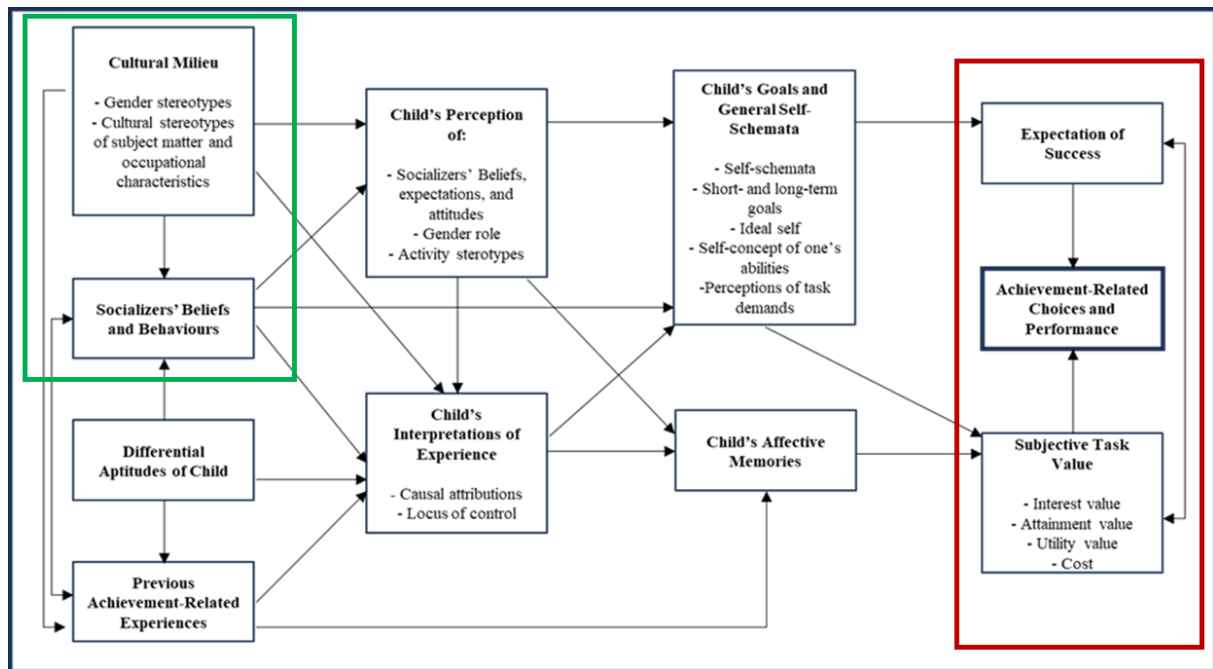 Cultural Milieu
- Gender stereotypes
- Cultural stereotypes
of subject matter and
occupational
characteristics
Socializers' Beliefs
and Behaviours
Differential
Aptitudes of Child
Previous
Achievement-Related
Experiences
Child's Perception
of:
- Socializers' Beliefs,
expectations, and
attitudes
- Gender role
- Activity sterotypes
Child's
Interpretations of
Experience
- Causal attributions
- Locus of control
Child's Goals and
General Self-
Schemata
- Self-schemata
- Short- and long-term
goals
- Ideal self
- Self-concept of one's
abilities
-Perceptions of task
demands
Child's Affective
Memories
Expectation of
Success
Achievement-Related
Choices and
Performance
Subjective Task
Value
- Interest value
- Attainment value
- Utility value
- Cost